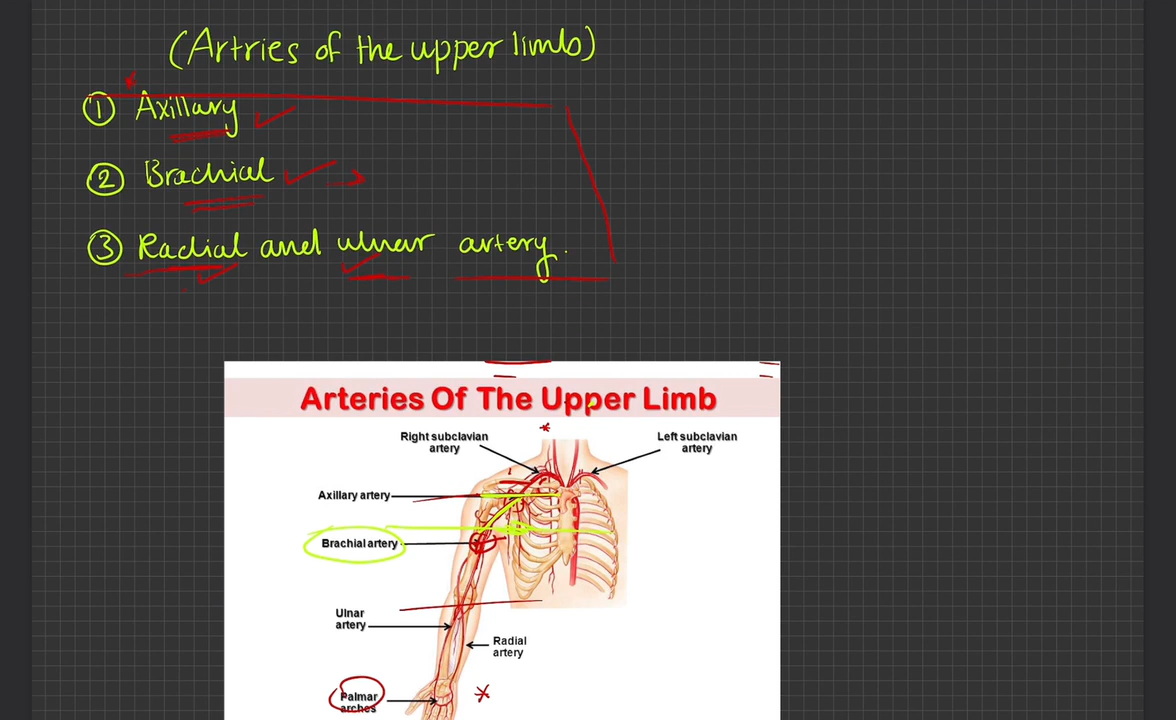 (Artries of the upper limb)
① Axillary
② Brachial
③ Radial and ulnar artery.
Arteries Of The Upper Limb
Right subclavian
artery
Left subclavian
artery
Axillary artery
Brachial artery
Ulnar
artery
Radial
artery
Palmar
arches